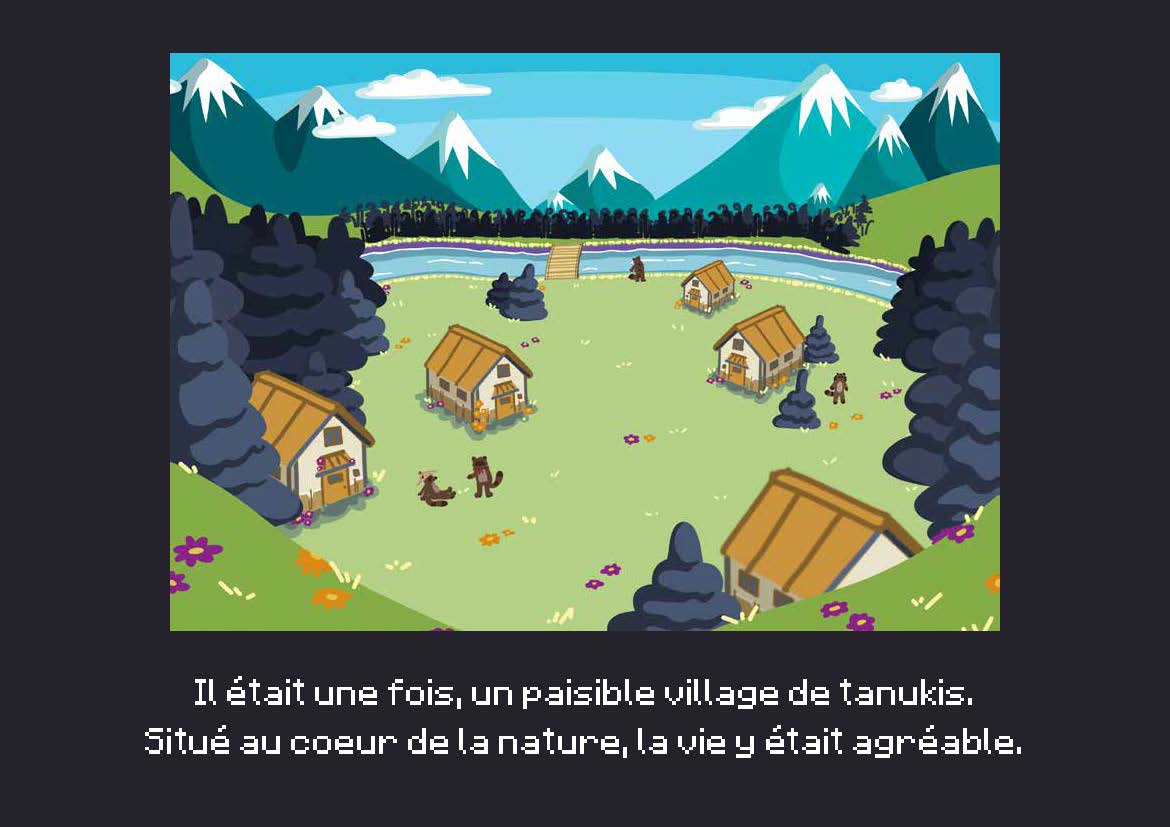 Il était une fois, un paisible village de tanukis.
Situé au coeur de la nature, la vie y était agréable.